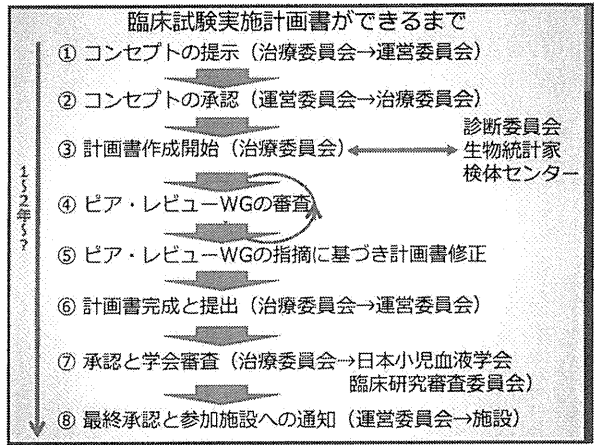 臨床試験実施計画書ができるまで
① コンセプトの提示（治療委員会→運営委員会）
② コンセプトの承認（運営委員会→治療委員会）
③ 計画書作成開始（治療委員会）
診断委員会
生物統計家
検体センター
④ ピア・レビューWGの審査
⑤ ピア・レビューWGの指摘に基づき計画書修正
⑥ 計画書完成と提出（治療委員会→運営委員会）
⑦ 承認と学会審査（治療委員会→日本小児血液学会
臨床研究審査委員会）
⑧ 最終承認と参加施設への通知（運営委員会→施設）
1～2年～？